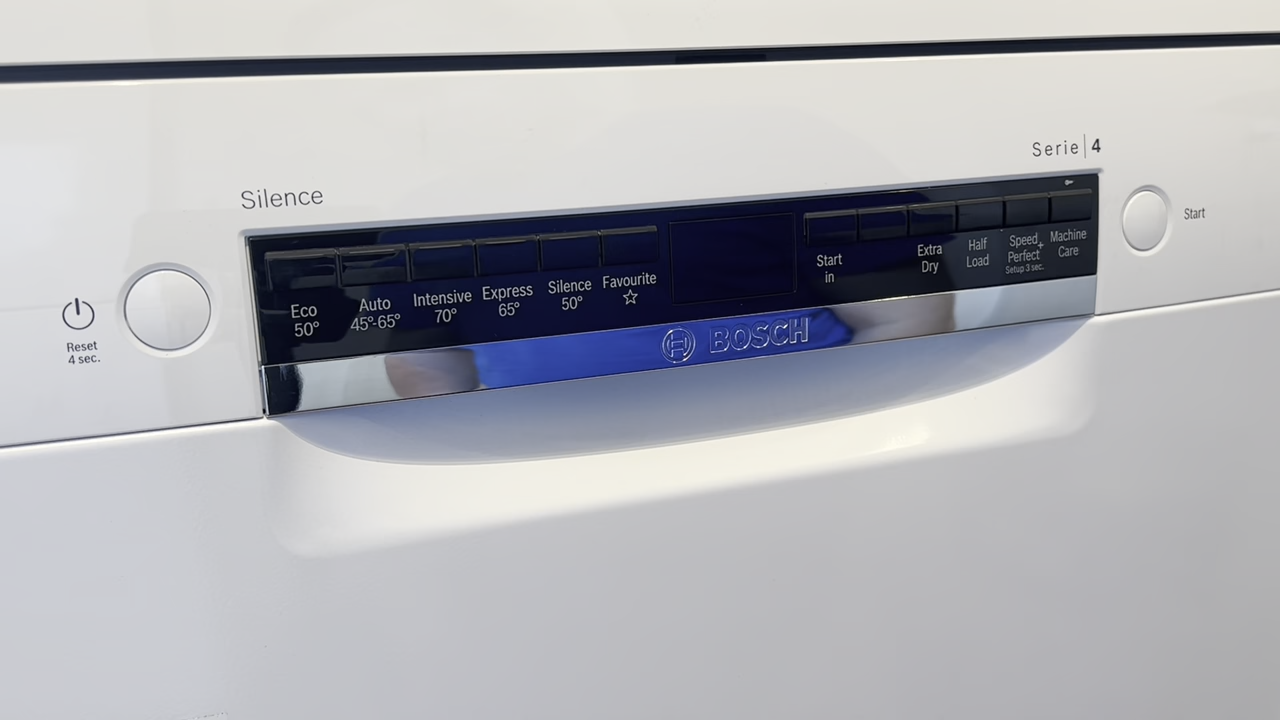 Serie | 4
Silence
Start
Reset
4 sec.
Eco
50°
Auto
45°-65°
Intensive
70°
Express
65°
Silence
50°
Favourite
Start
in
Extra
Dry
Half
Load
Speed+
Perfect
Setup 3 sec.
Machine
Care
BOSCH